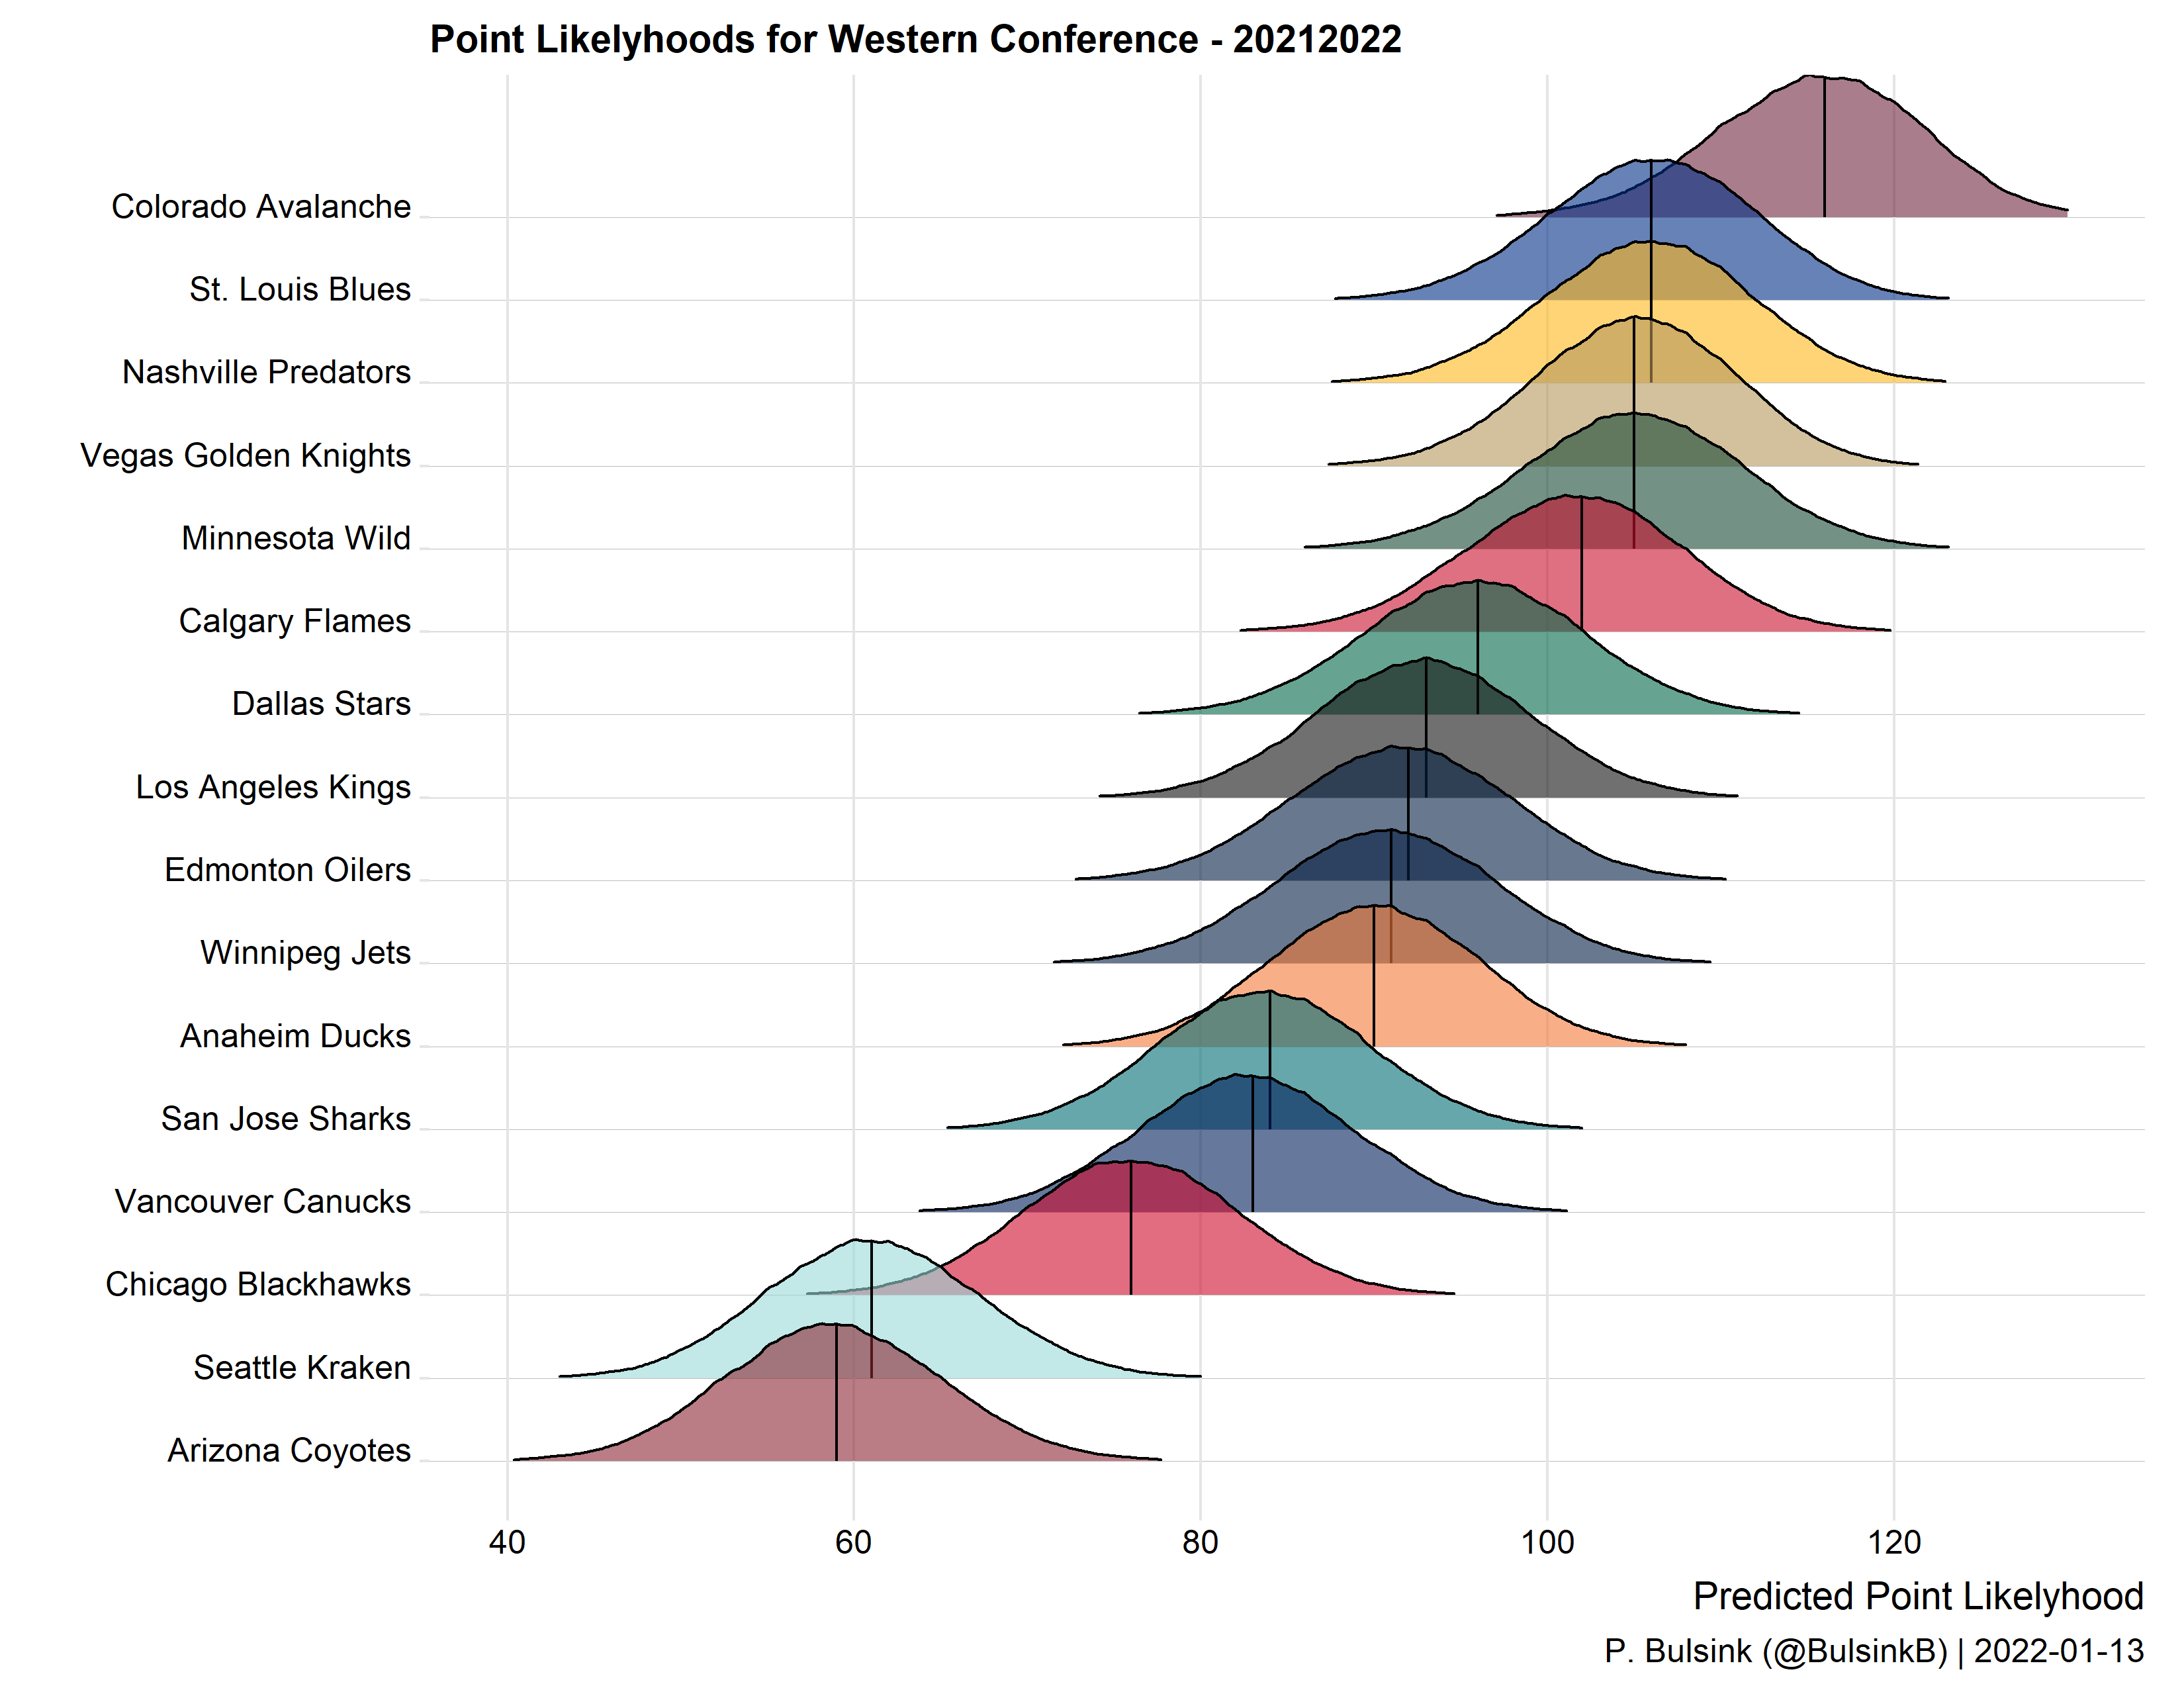 Point Likelyhoods for Western Conference - 20212022
Colorado Avalanche
St. Louis Blues
Nashville Predators
Vegas Golden Knights
Minnesota Wild
Calgary Flames
Dallas Stars
Los Angeles Kings
Edmonton Oilers
Winnipeg Jets
Anaheim Ducks
San Jose Sharks
Vancouver Canucks
Chicago Blackhawks
Seattle Kraken
Arizona Coyotes
40 60 80 100 120
Predicted Point Likelyhood
P. Bulsink (@BulsinkB) | 2022-01-13